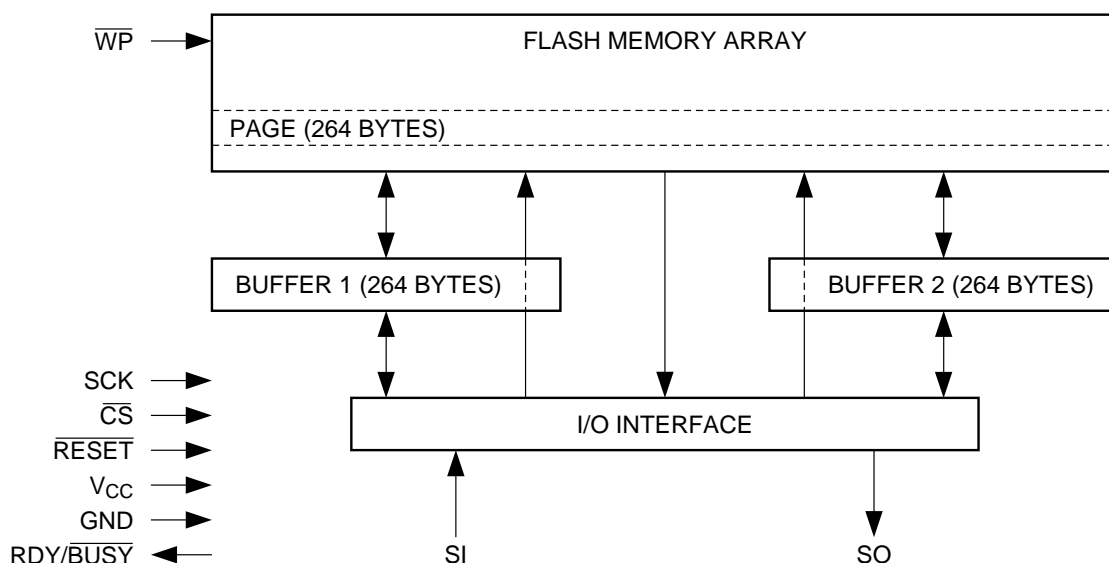 WP
FLASH MEMORY ARRAY
PAGE (264 BYTES)
BUFFER 1 (264 BYTES)
BUFFER 2 (264 BYTES)
SCK
CS
RESET
VCC
GND
RDY/BUSY
I/O INTERFACE
SI
SO